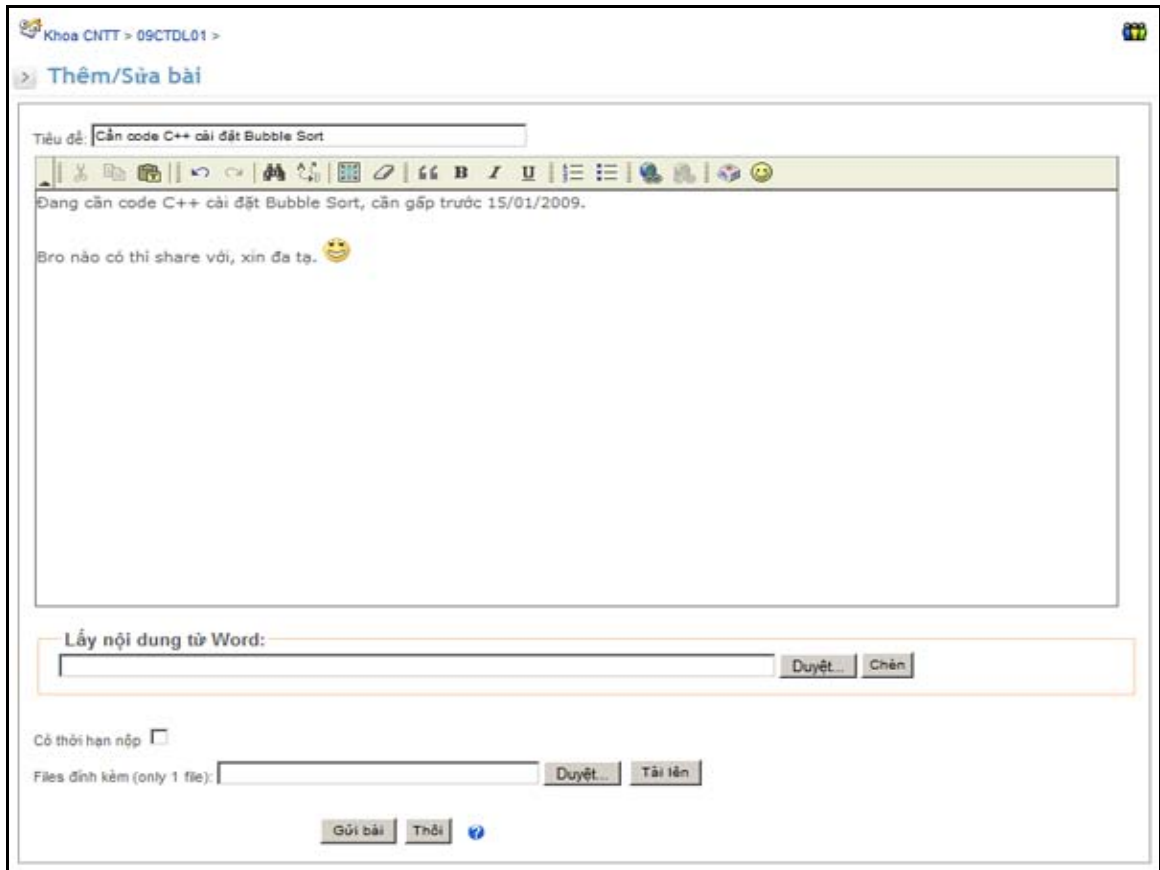 Khoa CNTT > 09CTDL01 >
Thêm/Sửa bài
Tiêu đề: Cần code C++ cài đặt Bubble Sort
Đang cần code C++ cài đặt Bubble Sort, cần gấp trước 15/01/2009.
Bro nào có thì share với, xin đa tạ.
Lấy nội dung từ Word:
Duyệt... Chèn
Có thời hạn nộp
Files đính kèm (only 1 file): Duyệt... Tải lên
Gửi bài Thôi